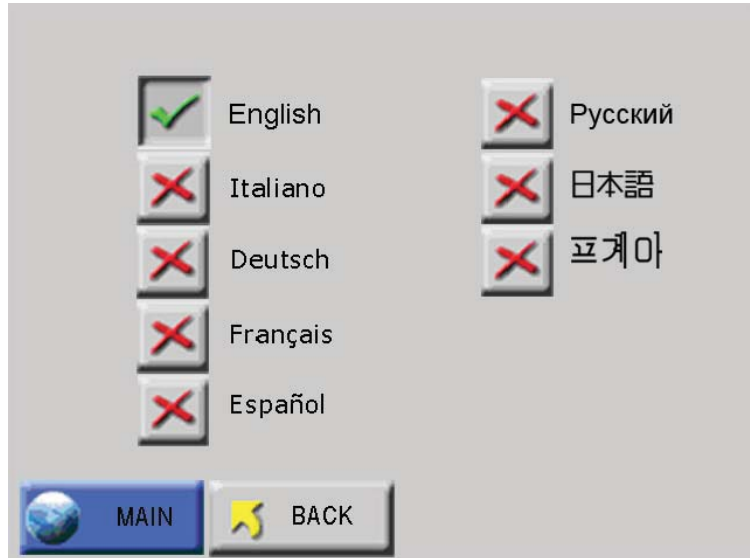 English
Italiano
Deutsch
Français
Español
Русский
日本語
프계아
MAIN
BACK